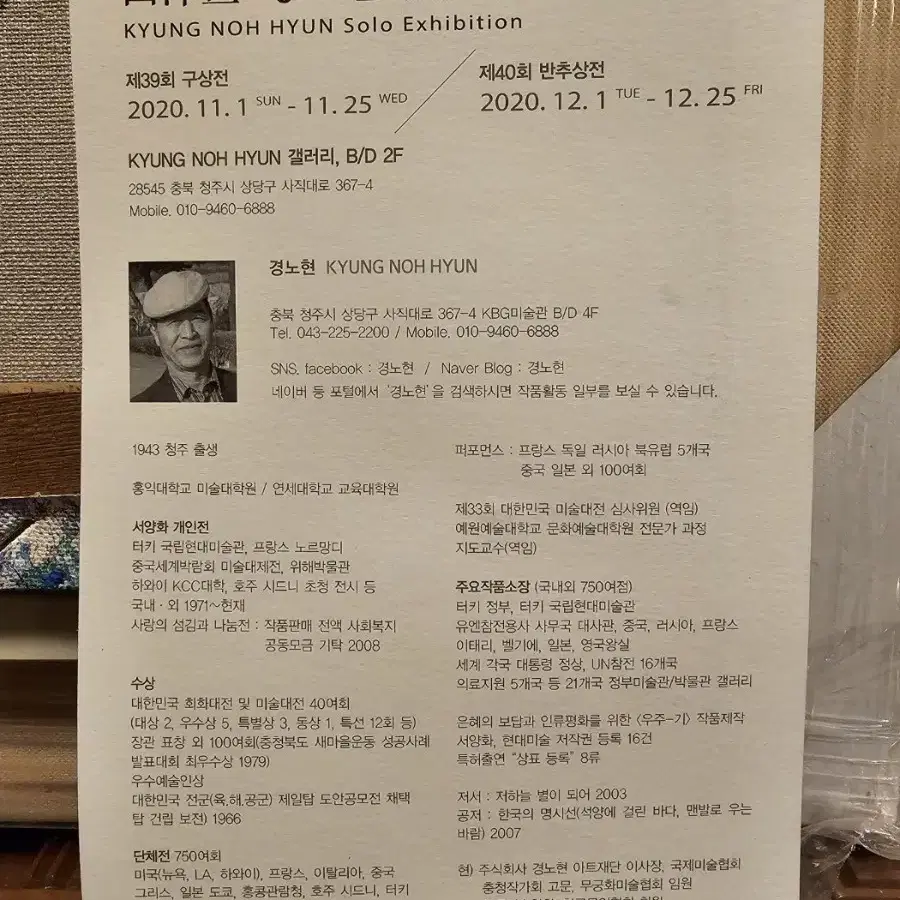 KYUNG NOH HYUN Solo Exhibition
제39회 구상전
2020. 11. 1 SUN - 11. 25 WED
제40회 반추상전
2020. 12. 1 TUE - 12. 25 FRI
KYUNG NOH HYUN 갤러리, B/D 2F
28545 충북 청주시 상당구 사직대로 367-4
Mobile. 010-9460-6888
경노현 KYUNG NOH HYUN
충북 청주시 상당구 사직대로 367-4 KBG미술관 B/D 4F
Tel. 043-225-2200 / Mobile. 010-9460-6888
SNS. facebook : 경노현 / Naver Blog : 경노현
네이버 등 포털에서 '경노현'을 검색하시면 작품활동 일부를 보실 수 있습니다.
1943 청주 출생
홍익대학교 미술대학원 / 연세대학교 교육대학원
서양화 개인전
터키 국립현대미술관, 프랑스 노르망디
중국세계박람회 미술대제전, 위해박물관
하와이 KCC대학, 호주 시드니 초청 전시 등
국내·외 1971~현재
사랑의 섬김과 나눔전 : 작품판매 전액 사회복지
공동모금 기탁 2008
수상
대한민국 회화대전 및 미술대전 40여회
(대상 2, 우수상 5, 특별상 3, 동상 1, 특선 12회 등)
장관 표창 외 100여회(충청북도 새마을운동 성공사례
발표대회 최우수상 1979)
우수예술인상
대한민국 전군(육.해.공군) 제일탑 도안공모전 채택
탑 건립 보전) 1966
단체전 750여회
미국(뉴욕, LA, 하와이), 프랑스, 이탈리아, 중국
그리스, 일본 도쿄, 홍콩관람청, 호주 시드니, 터키
퍼포먼스 : 프랑스 독일 러시아 북유럽 5개국
중국 일본 외 100여회
제33회 대한민국 미술대전 심사위원 (역임)
예원예술대학교 문화예술대학원 전문가 과정
지도교수(역임)
주요작품소장 (국내외 750여점)
터키 정부, 터키 국립현대미술관
유엔참전용사 사무국 대사관, 중국, 러시아, 프랑스
이태리, 벨기에, 일본, 영국왕실
세계 각국 대통령 정상, UN참전 16개국
의료지원 5개국 등 21개국 정부미술관/박물관 갤러리
은혜의 보답과 인류평화를 위한 <우주-기> 작품제작
서양화, 현대미술 저작권 등록 16건
특허출연 "상표 등록" 8류
저서 : 저하늘 별이 되어 2003
공저 : 한국의 명시선(석양에 걸린 바다, 맨발로 우는
바람) 2007
현) 주식회사 경노현 아트재단 이사장, 국제미술협회
충청작가회 고문, 무궁화미술협회 임원